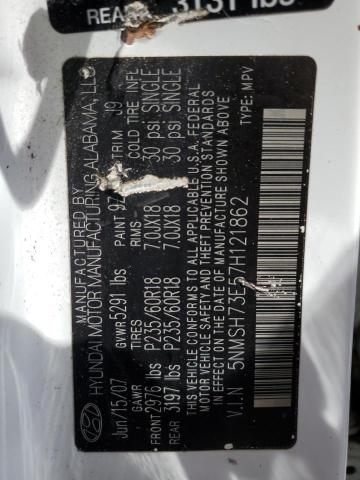 REAR 3131 lbs
MANUFACTURED BY
HYUNDAI MOTOR MANUFACTURING ALABAMA, LLC
Jun/15/07 GVWR 5291 lbs PAINT TRIM J9
GAWR TIRES RIMS COLD TIRE INFL
FRONT 2976 lbs P235/60R18 7.0JX18 30 psi SINGLE
REAR 3197 lbs P235/60R18 7.0JX18 30 psi SINGLE
THIS VEHICLE CONFORMS TO ALL APPLICABLE U.S.A. FEDERAL
MOTOR VEHICLE SAFETY, BUMPER, AND THEFT PREVENTION STANDARDS
IN EFFECT ON THE DATE OF MANUFACTURE SHOWN ABOVE.
V.I.N 5NMSH73E57H121862 TYPE: MPV